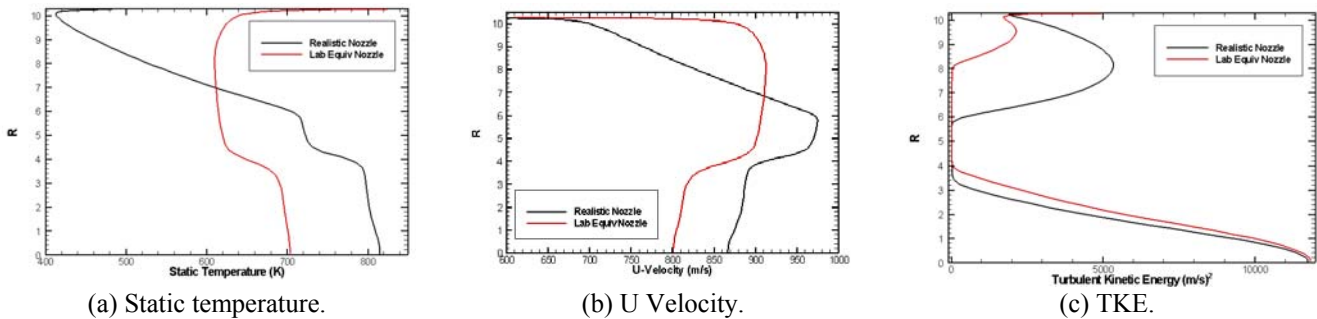 10
9
8
7
6
5
4
3
2
1
0
R
Realistic Nozzle
Lab Equiv Nozzle
400 500 600 700 800
Static Temperature (K)
(a) Static temperature.
10
9
8
7
6
5
4
3
2
1
0
R
Realistic Nozzle
Lab Equiv Nozzle
600 650 700 750 800 850 900 950 1000
U-Velocity (m/s)
(b) U Velocity.
10
9
8
7
6
5
4
3
2
1
0
R
Realistic Nozzle
Lab Equiv Nozzle
0 5000 10000
Turbulent Kinetic Energy (m/s)²
(c) TKE.